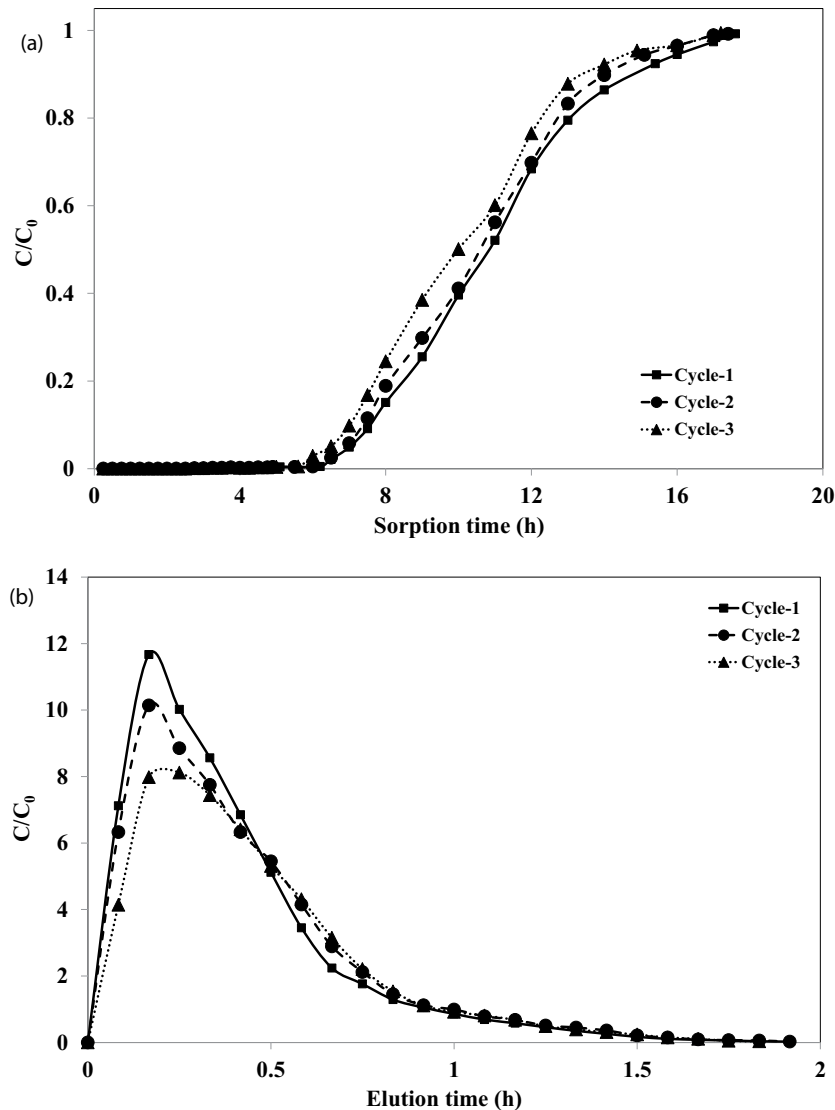 (a)
1
0.8
0.6
0.4
0.2
0
C/C₀
Cycle-1
Cycle-2
Cycle-3
0 4 8 12 16 20
Sorption time (h)
(b)
14
12
10
8
6
4
2
0
C/C₀
Cycle-1
Cycle-2
Cycle-3
0 0.5 1 1.5 2
Elution time (h)